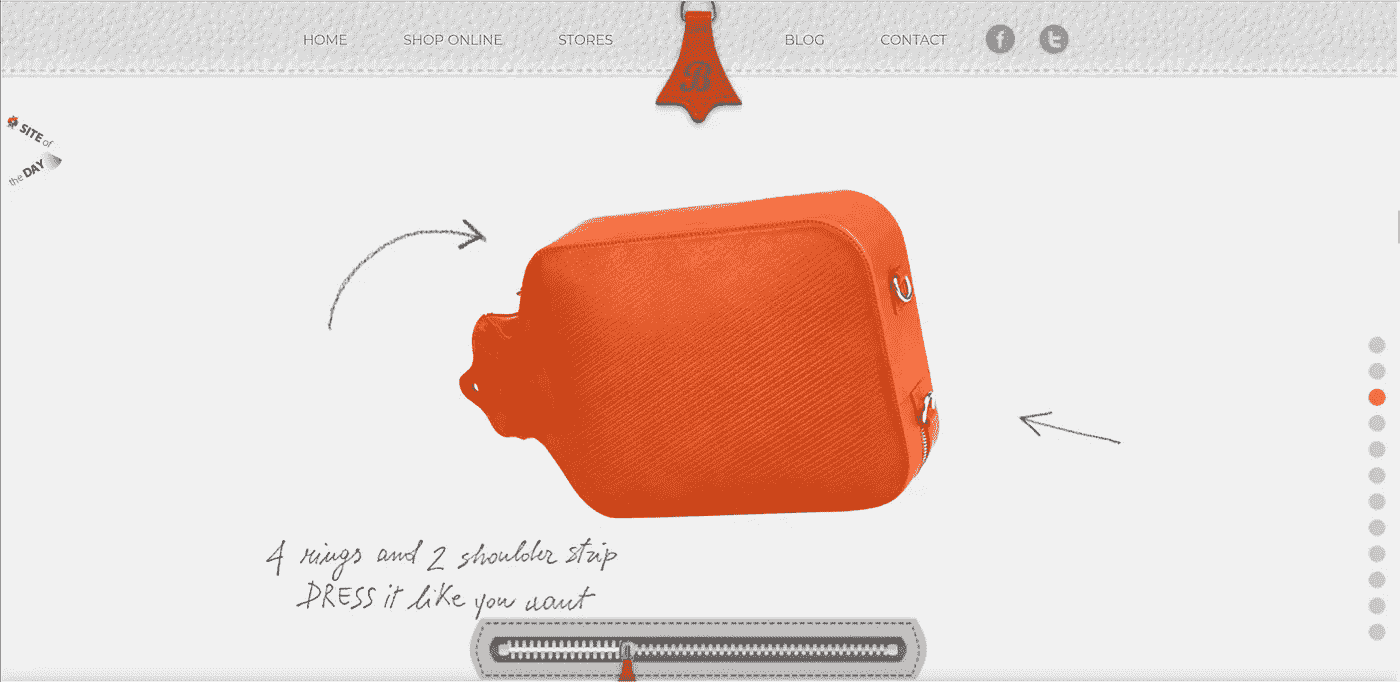 HOME SHOP ONLINE STORES BLOG CONTACT
B
SITE of
the DAY
4 rings and 2 shoulder strip
DRESS it like you want